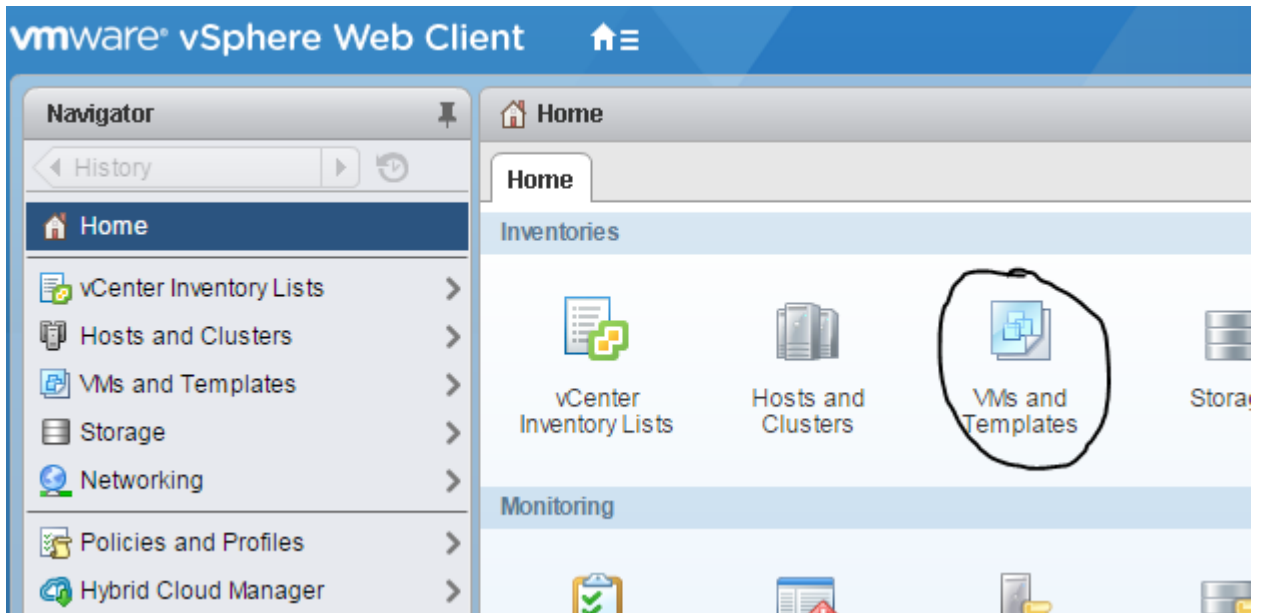 vmware® vSphere Web Client
Navigator
History
Home
vCenter Inventory Lists
Hosts and Clusters
VMs and Templates
Storage
Networking
Policies and Profiles
Hybrid Cloud Manager
Home
Home
Inventories
vCenter
Inventory Lists
Hosts and
Clusters
VMs and
Templates
Monitoring